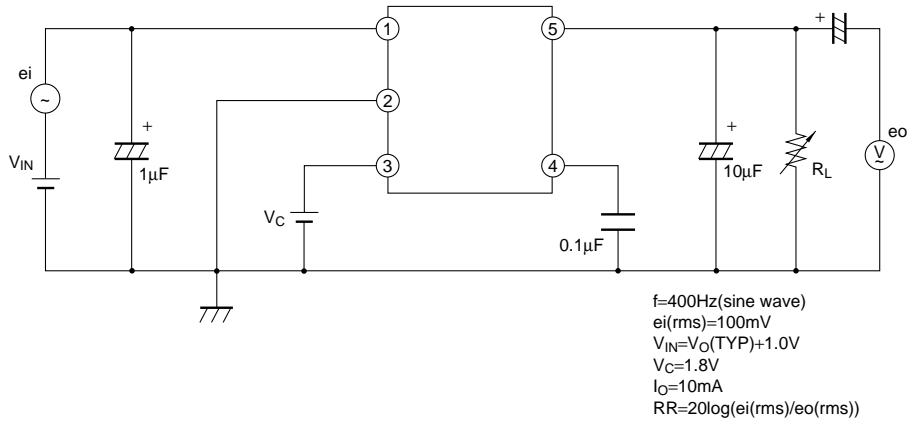 1
5
+
ei
~
2
+
+
eo
VIN
1μF
3
4
10μF
RL
V
~
VC
0.1μF
f=400Hz(sine wave)
ei(rms)=100mV
VIN=VO(TYP)+1.0V
VC=1.8V
IO=10mA
RR=20log(ei(rms)/eo(rms))